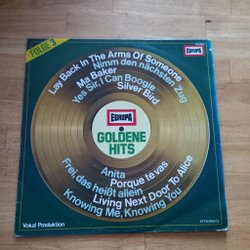 FOLGE 3
EUROPA
Lay Back In The Arms Of Someone
Nimm den nächsten Zug
Ma Baker
Yes Sir, I Can Boogie
Silver Bird
EUROPA
GOLDENE
HITS
Anita
Porque te vas
Frei, das heißt allein
Living Next Door To Alice
Knowing Me, Knowing You
Vokal Produktion
STEREO